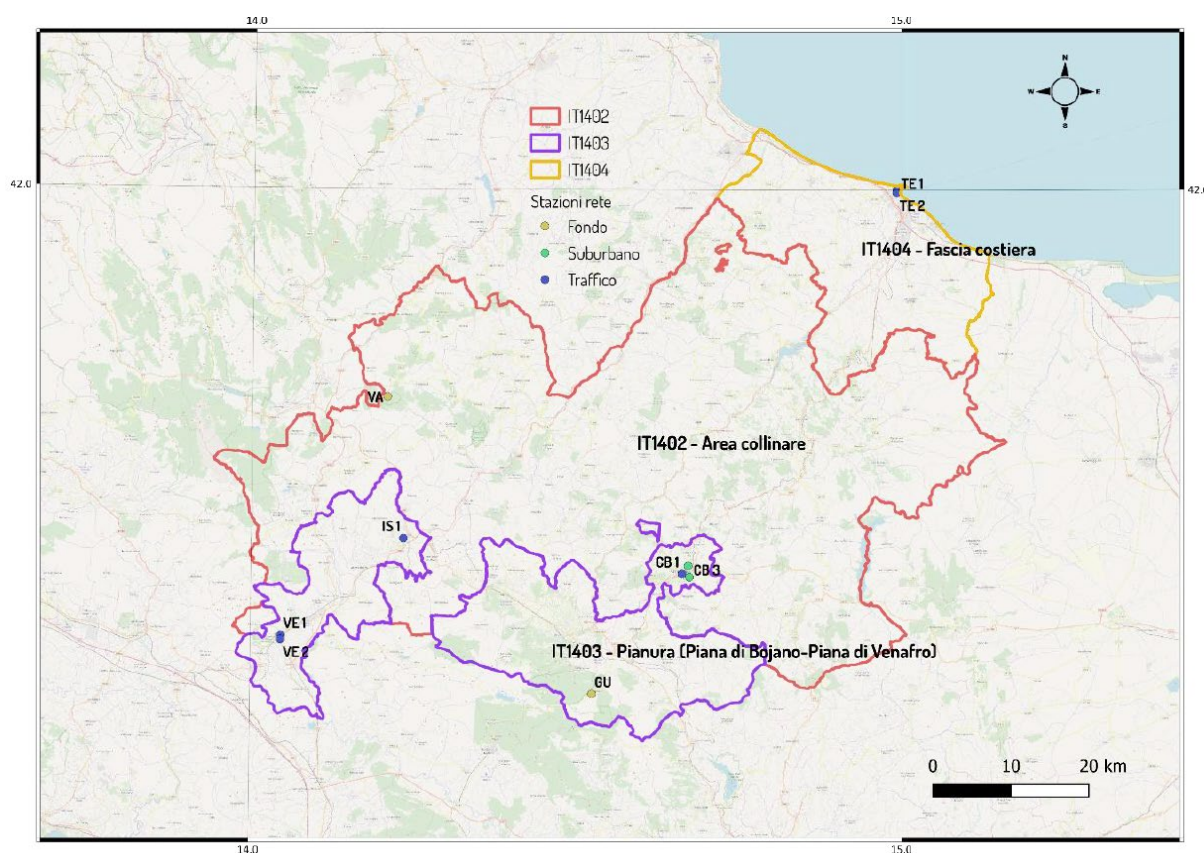 14.0
15.0
N
W
E
S
IT1402
IT1403
IT1404
Stazioni rete
Fondo
Suburbano
Traffico
42.0
42.0
TE1
TE2
IT1404 - Fascia costiera
VA
IT1402 - Area collinare
IS1
CB1
CB3
VE1
VE2
IT1403 - Pianura (Piana di Bojano-Piana di Venafro)
GU
0
10
20 km
14.0
15.0